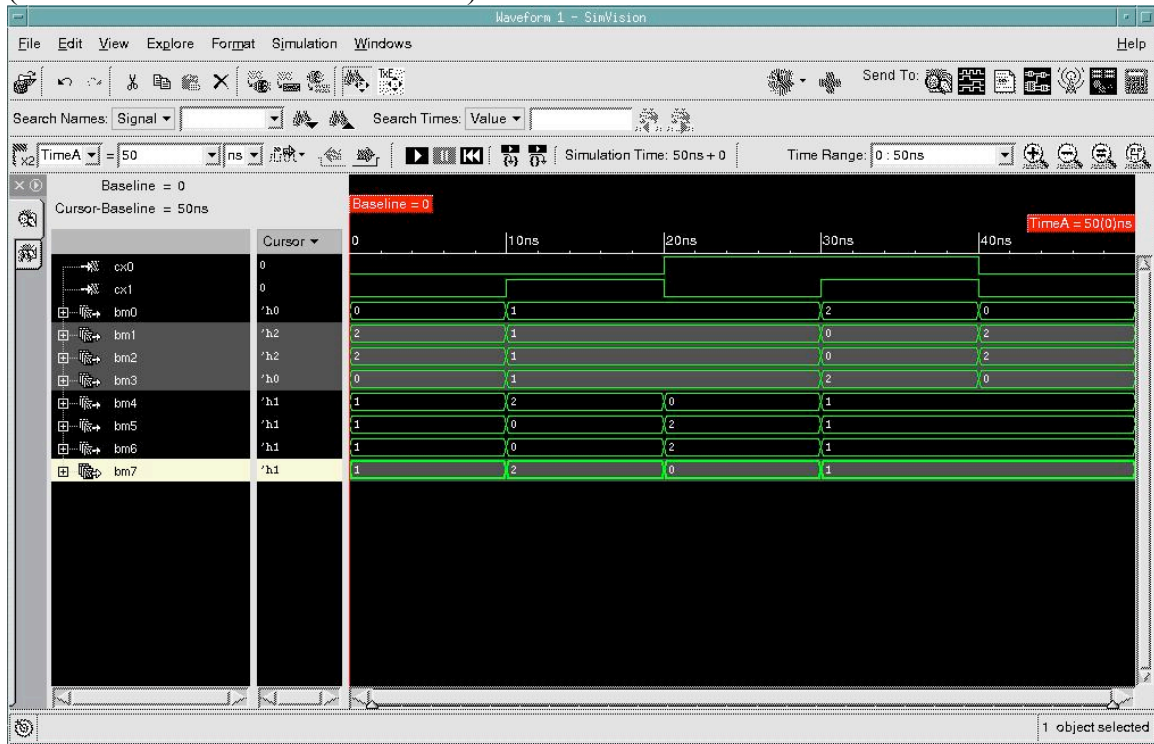 Waveform 1 - SimVision
File Edit View Explore Format Simulation Windows Help
TxE
Send To:
Search Names: Signal Search Times: Value
x2 TimeA = 50 ns Simulation Time: 50ns + 0 Time Range: 0 : 50ns
Baseline = 0
Cursor-Baseline = 50ns
Baseline = 0
TimeA = 50(0)ns
Cursor 0 10ns 20ns 30ns 40ns
cx0 0
cx1 0
bm0 'h0 0 1 2 0
bm1 'h2 2 1 0 2
bm2 'h2 2 1 0 2
bm3 'h0 0 1 2 0
bm4 'h1 1 2 0 1
bm5 'h1 1 0 2 1
bm6 'h1 1 0 2 1
bm7 'h1 1 2 0 1
1 object selected